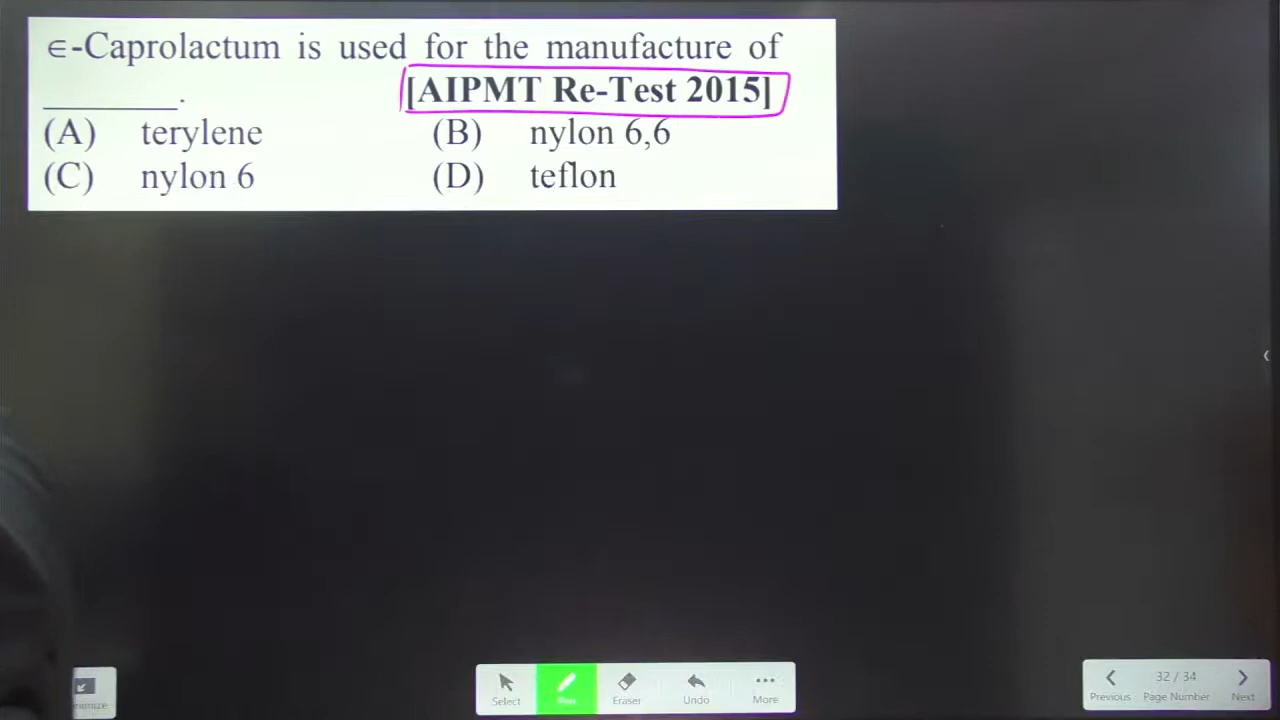 ∈-Caprolactum is used for the manufacture of
________. [AIPMT Re-Test 2015]
(A) terylene (B) nylon 6,6
(C) nylon 6 (D) teflon
Select
Pen
Eraser
Undo
More
Previous
32 / 34
Page Number
Next